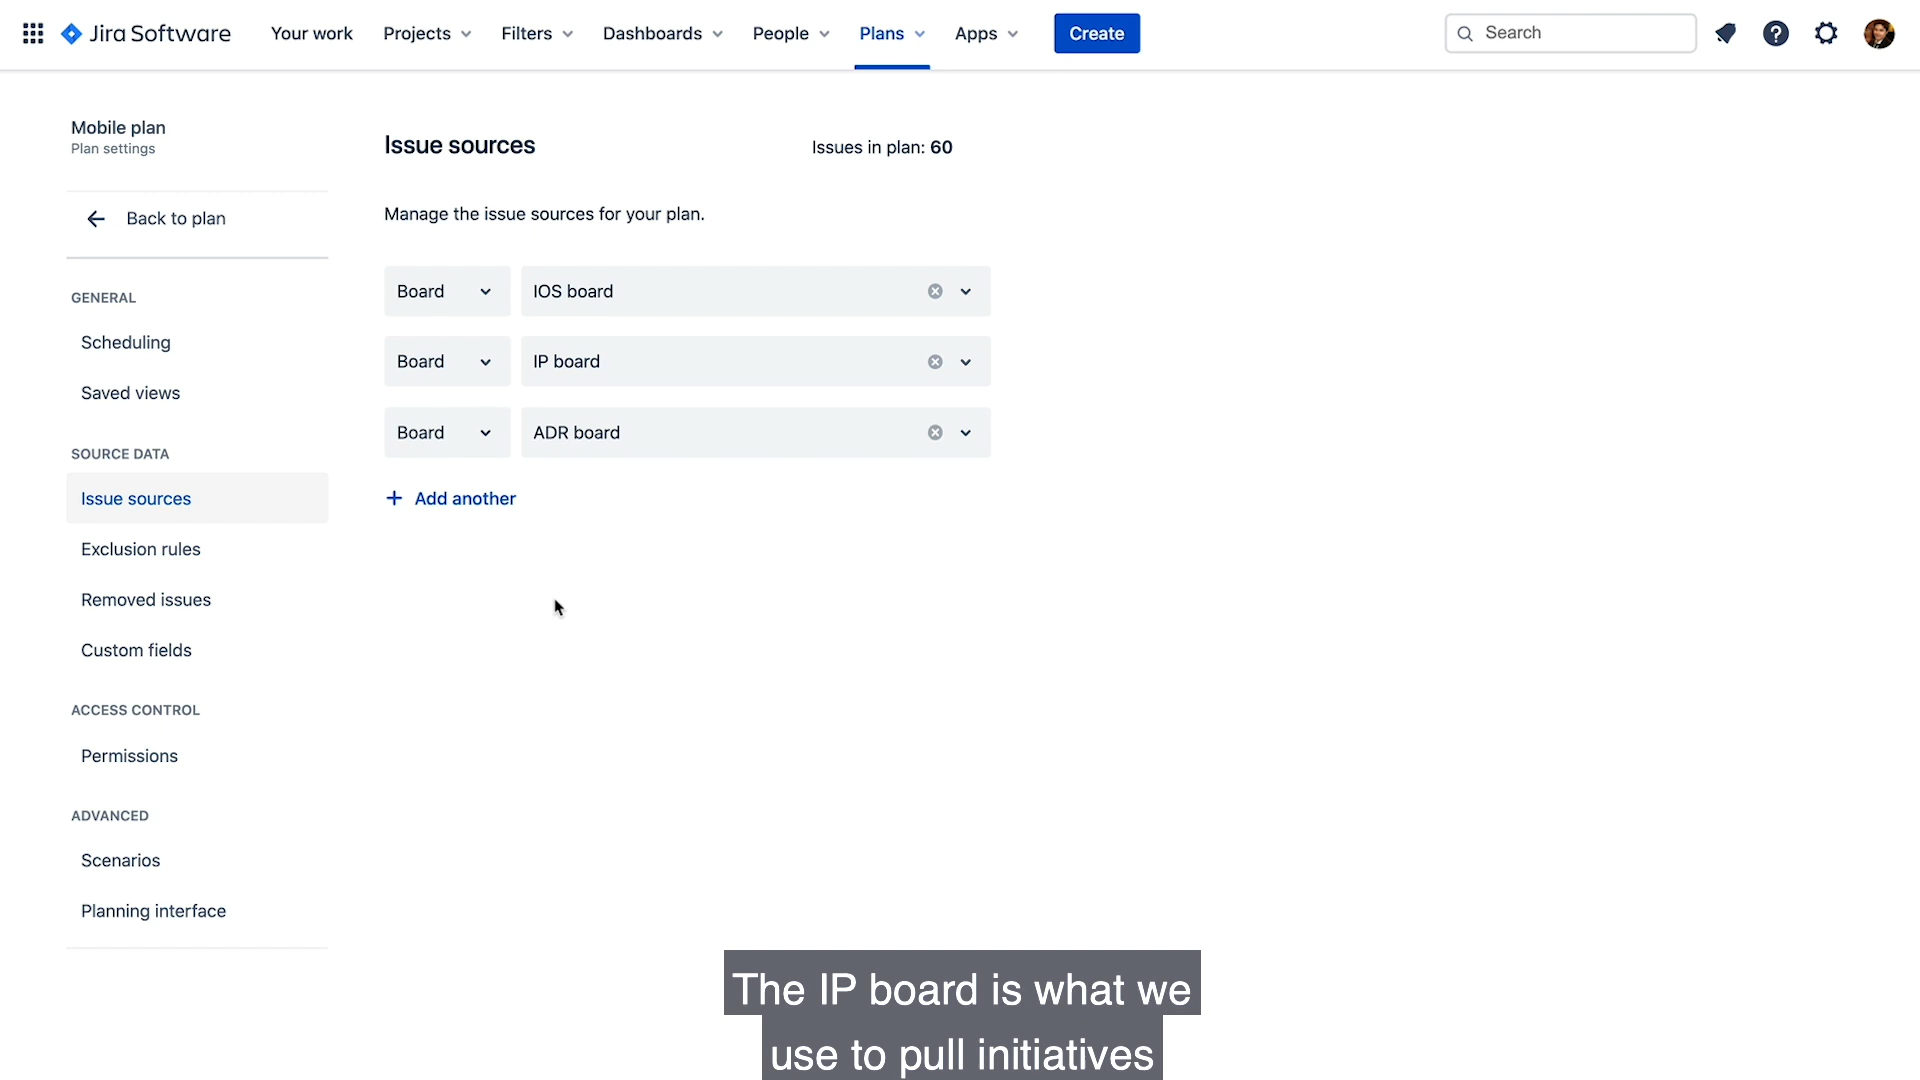 Jira Software Your work Projects Filters Dashboards People Plans Apps Create Search
Mobile plan
Plan settings
Back to plan
GENERAL
Scheduling
Saved views
SOURCE DATA
Issue sources
Exclusion rules
Removed issues
Custom fields
ACCESS CONTROL
Permissions
ADVANCED
Scenarios
Planning interface
Issue sources Issues in plan: 60
Manage the issue sources for your plan.
Board IOS board
Board IP board
Board ADR board
+ Add another
The IP board is what we
use to pull initiatives